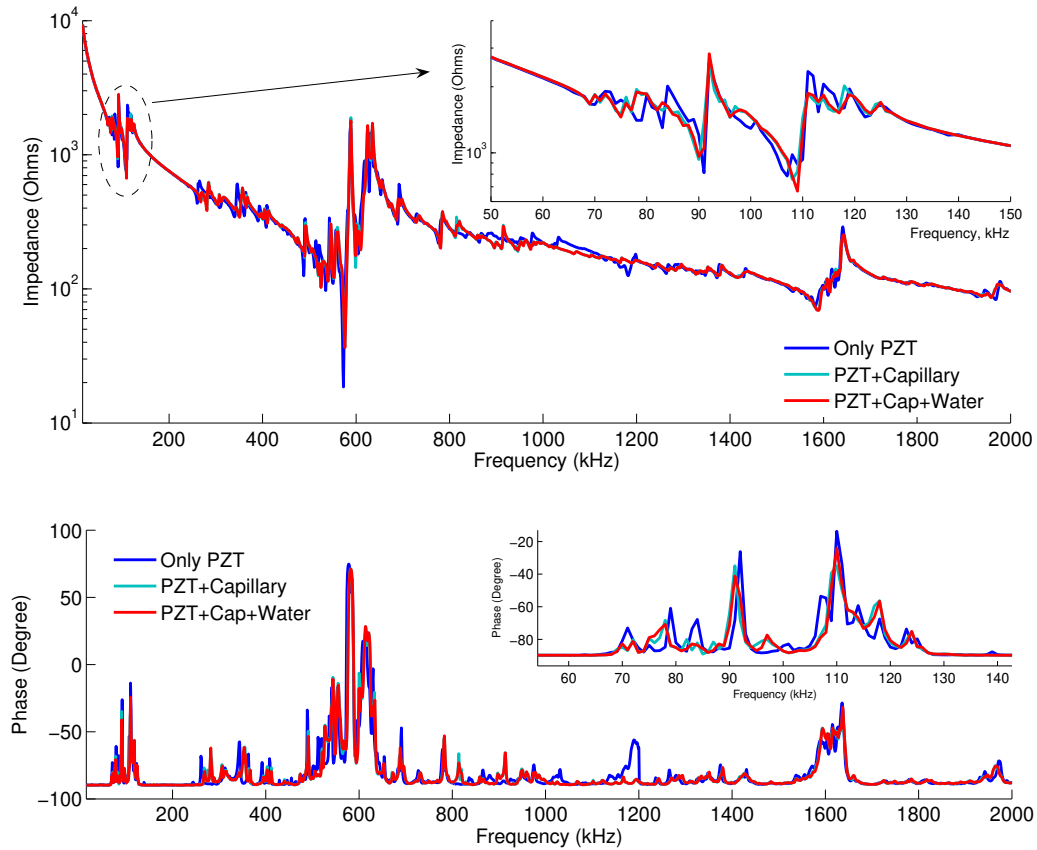 10^4
10^3
10^2
10^1
Impedance (Ohms)
200 400 600 800 1000 1200 1400 1600 1800 2000
Frequency (kHz)
Only PZT
PZT+Capillary
PZT+Cap+Water
Impedance (Ohms)
10^3
50 60 70 80 90 100 110 120 130 140 150
Frequency, kHz
100
50
0
−50
−100
Phase (Degree)
200 400 600 800 1000 1200 1400 1600 1800 2000
Frequency (kHz)
Only PZT
PZT+Capillary
PZT+Cap+Water
−20
−40
−60
−80
Phase (Degree)
60 70 80 90 100 110 120 130 140
Frequency (kHz)